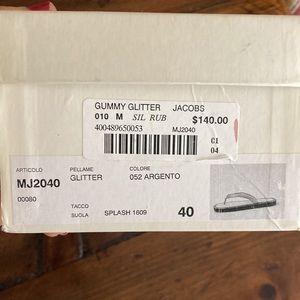 GUMMY GLITTER JACOBS
010 M SIL RUB $140.00
400489650053 MJ2040
C1
04
ARTICOLO PELLAME COLORE
MJ2040 GLITTER 052 ARGENTO
00080
TACCO
SUOLA SPLASH 1609 40